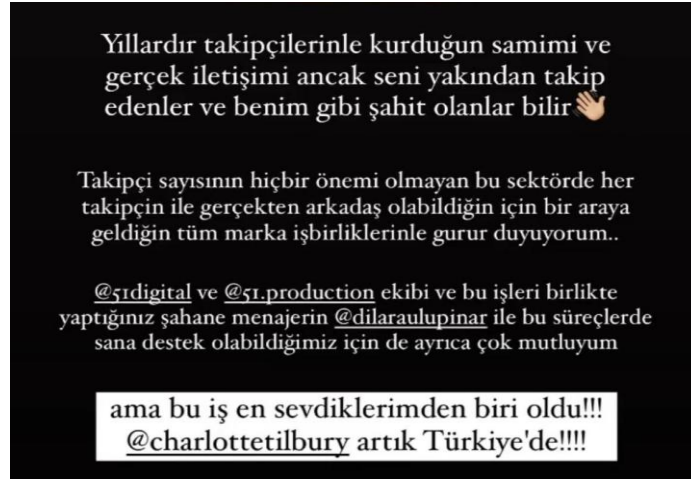 Yıllardır takipçilerinle kurduğun samimi ve
gerçek iletişimi ancak seni yakından takip
edenler ve benim gibi şahit olanlar bilir👋🏼
Takipçi sayısının hiçbir önemi olmayan bu sektörde her
takipçin ile gerçekten arkadaş olabildiğin için bir araya
geldiğin tüm marka işbirliklerinle gurur duyuyorum..
@51digital ve @51.production ekibi ve bu işleri birlikte
yaptığınız şahane menajerin @dilaraulupinar ile bu süreçlerde
sana destek olabildiğimiz için de ayrıca çok mutluyum
ama bu iş en sevdiklerimden biri oldu!!!
@charlottetilbury artık Türkiye'de!!!!